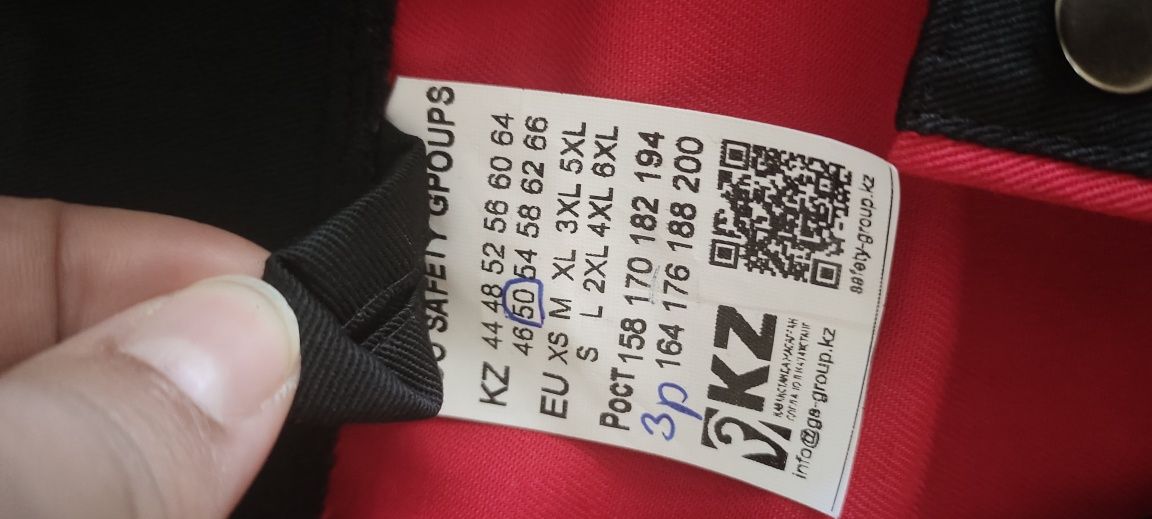 SAFETY GPOUPS
KZ 44 48 52 56 60 64
46 50 54 58 62 66
EU XS M XL 3XL 5XL
S L 2XL 4XL 6XL
Рост 158 170 182 194
3р 164 176 188 200
KZ
info@gs-group.kz
safety-group.kz